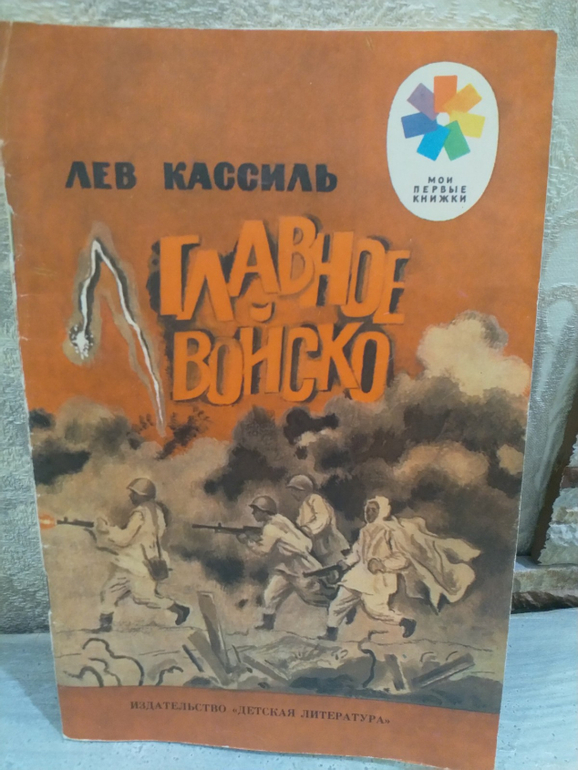 МОИ
ПЕРВЫЕ
КНИЖКИ
ЛЕВ КАССИЛЬ
ГЛАВНОЕ
ВОЙСКО
ИЗДАТЕЛЬСТВО «ДЕТСКАЯ ЛИТЕРАТУРА»